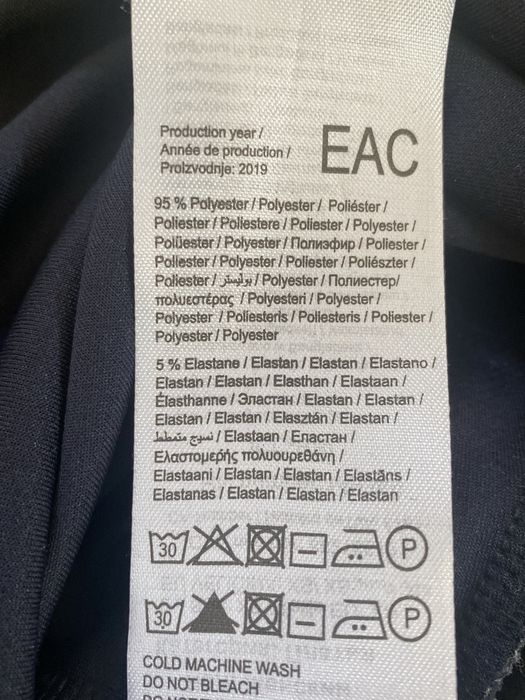 Production year /
Année de production /
Proizvodnje: 2019
EAC
95 % Polyester / Polyester / Poliéster /
Poliester / Poliestere / Poliester / Polyester /
Polüester / Polyester / Полиэфир / Poliester /
Poliester / Polyester / Poliester / Poliészter /
Poliester / بوليستر / Polyester / Полиестер/
πολυεστέρας / Polyesteri / Polyester /
Polyester / Poliesteris / Poliesteris / Poliester /
Polyester / Polyester
5 % Elastane / Elastan / Elastan / Elastano /
Elastan / Elastan / Elasthan / Elastaan /
Élasthanne / Эластан / Elastan / Elastan /
Elastan / Elastan / Elasztán / Elastan /
نسيج متمطط / Elastaan / Еластан /
Ελαστομερής πολυουρεθάνη /
Elastaani / Elastan / Elastan / Elastāns /
Elastanas / Elastan / Elastan / Elastan
30 P
30 P
COLD MACHINE WASH
DO NOT BLEACH